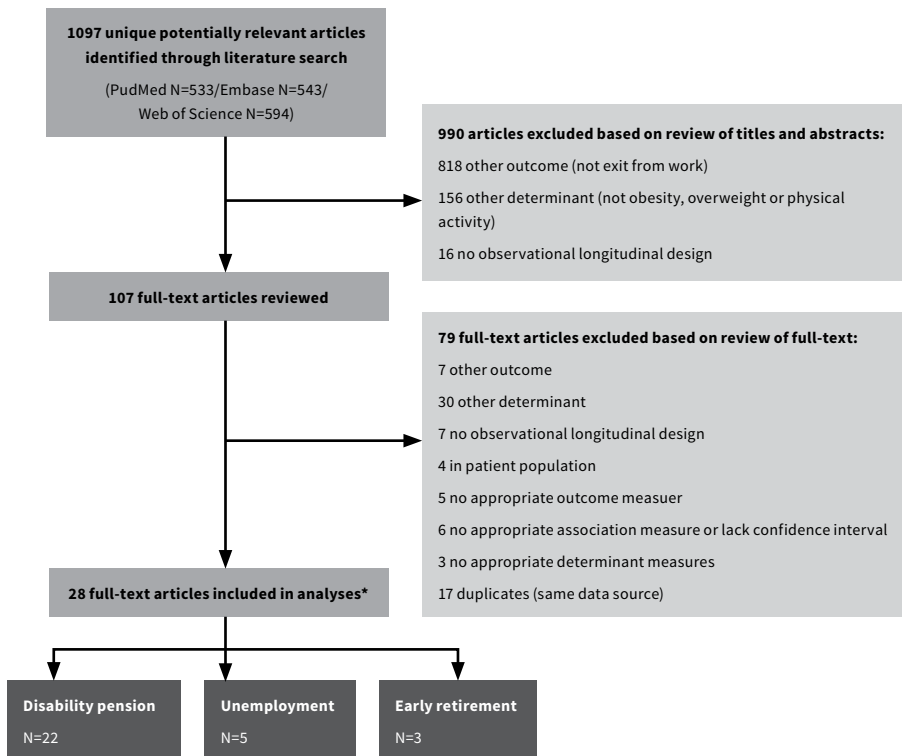 1097 unique potentially relevant articles
identified through literature search
(PudMed N=533/Embase N=543/
Web of Science N=594)
990 articles excluded based on review of titles and abstracts:
818 other outcome (not exit from work)
156 other determinant (not obesity, overweight or physical
activity)
16 no observational longitudinal design
107 full-text articles reviewed
79 full-text articles excluded based on review of full-text:
7 other outcome
30 other determinant
7 no observational longitudinal design
4 in patient population
5 no appropriate outcome measuer
6 no appropriate association measure or lack confidence interval
3 no appropriate determinant measures
17 duplicates (same data source)
28 full-text articles included in analyses*
Disability pension
N=22
Unemployment
N=5
Early retirement
N=3